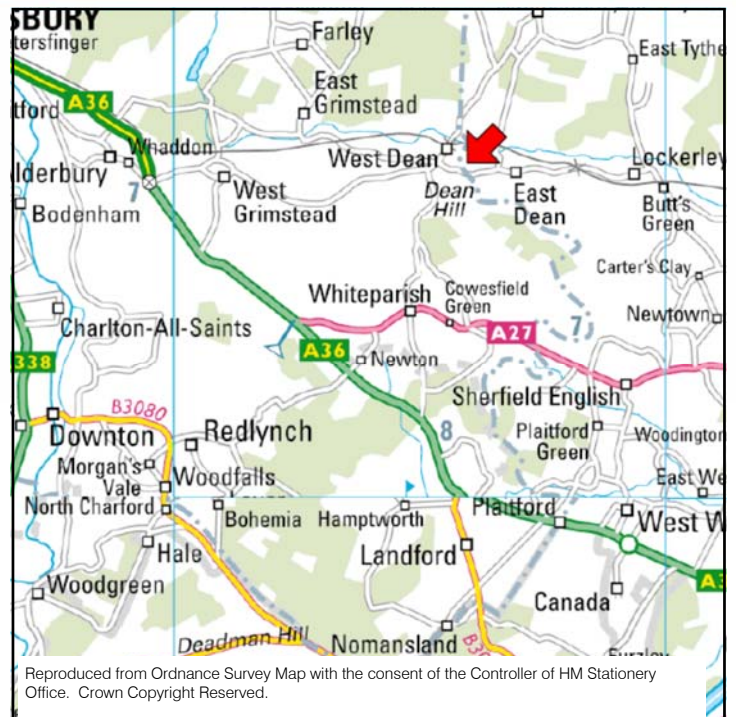 SBURY
tersfinger
Farley
East Tythe
East
Grimstead
tford
A36
Whaddon
West Dean
Lockerley
lderbury
7
West
Grimstead
Dean
Hill
East
Dean
Butt's
Green
Bodenham
Carter's Clay
Whiteparish
Cowesfield
Green
Newtown
Charlton-All-Saints
7
A27
338
A36
Newton
Sherfield English
B3080
Downton
Redlynch
8
Plaitford
Green
Woodington
Morgan's
Vale
Woodfalls
East We
North Charford
Bohemia
Hamptworth
Plaitford
West W
Hale
Landford
A3
Woodgreen
Canada
Deadman Hill
Nomansland
B30
Reproduced from Ordnance Survey Map with the consent of the Controller of HM Stationery
Office. Crown Copyright Reserved.